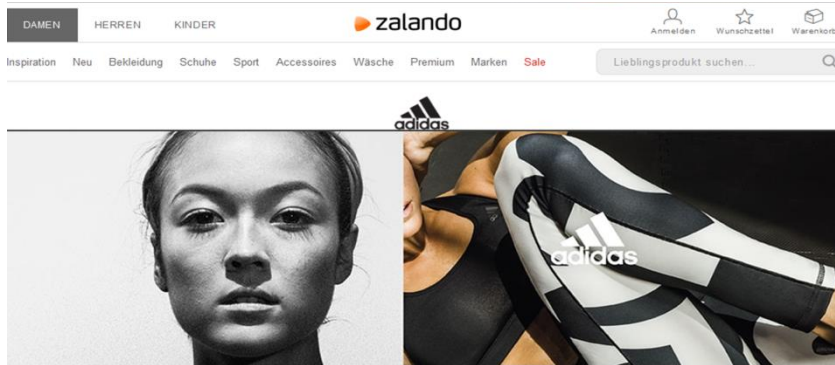 DAMEN HERREN KINDER zalando Anmelden Wunschzettel Warenkorb
Inspiration Neu Bekleidung Schuhe Sport Accessoires Wäsche Premium Marken Sale Lieblingsprodukt suchen...
adidas
adidas